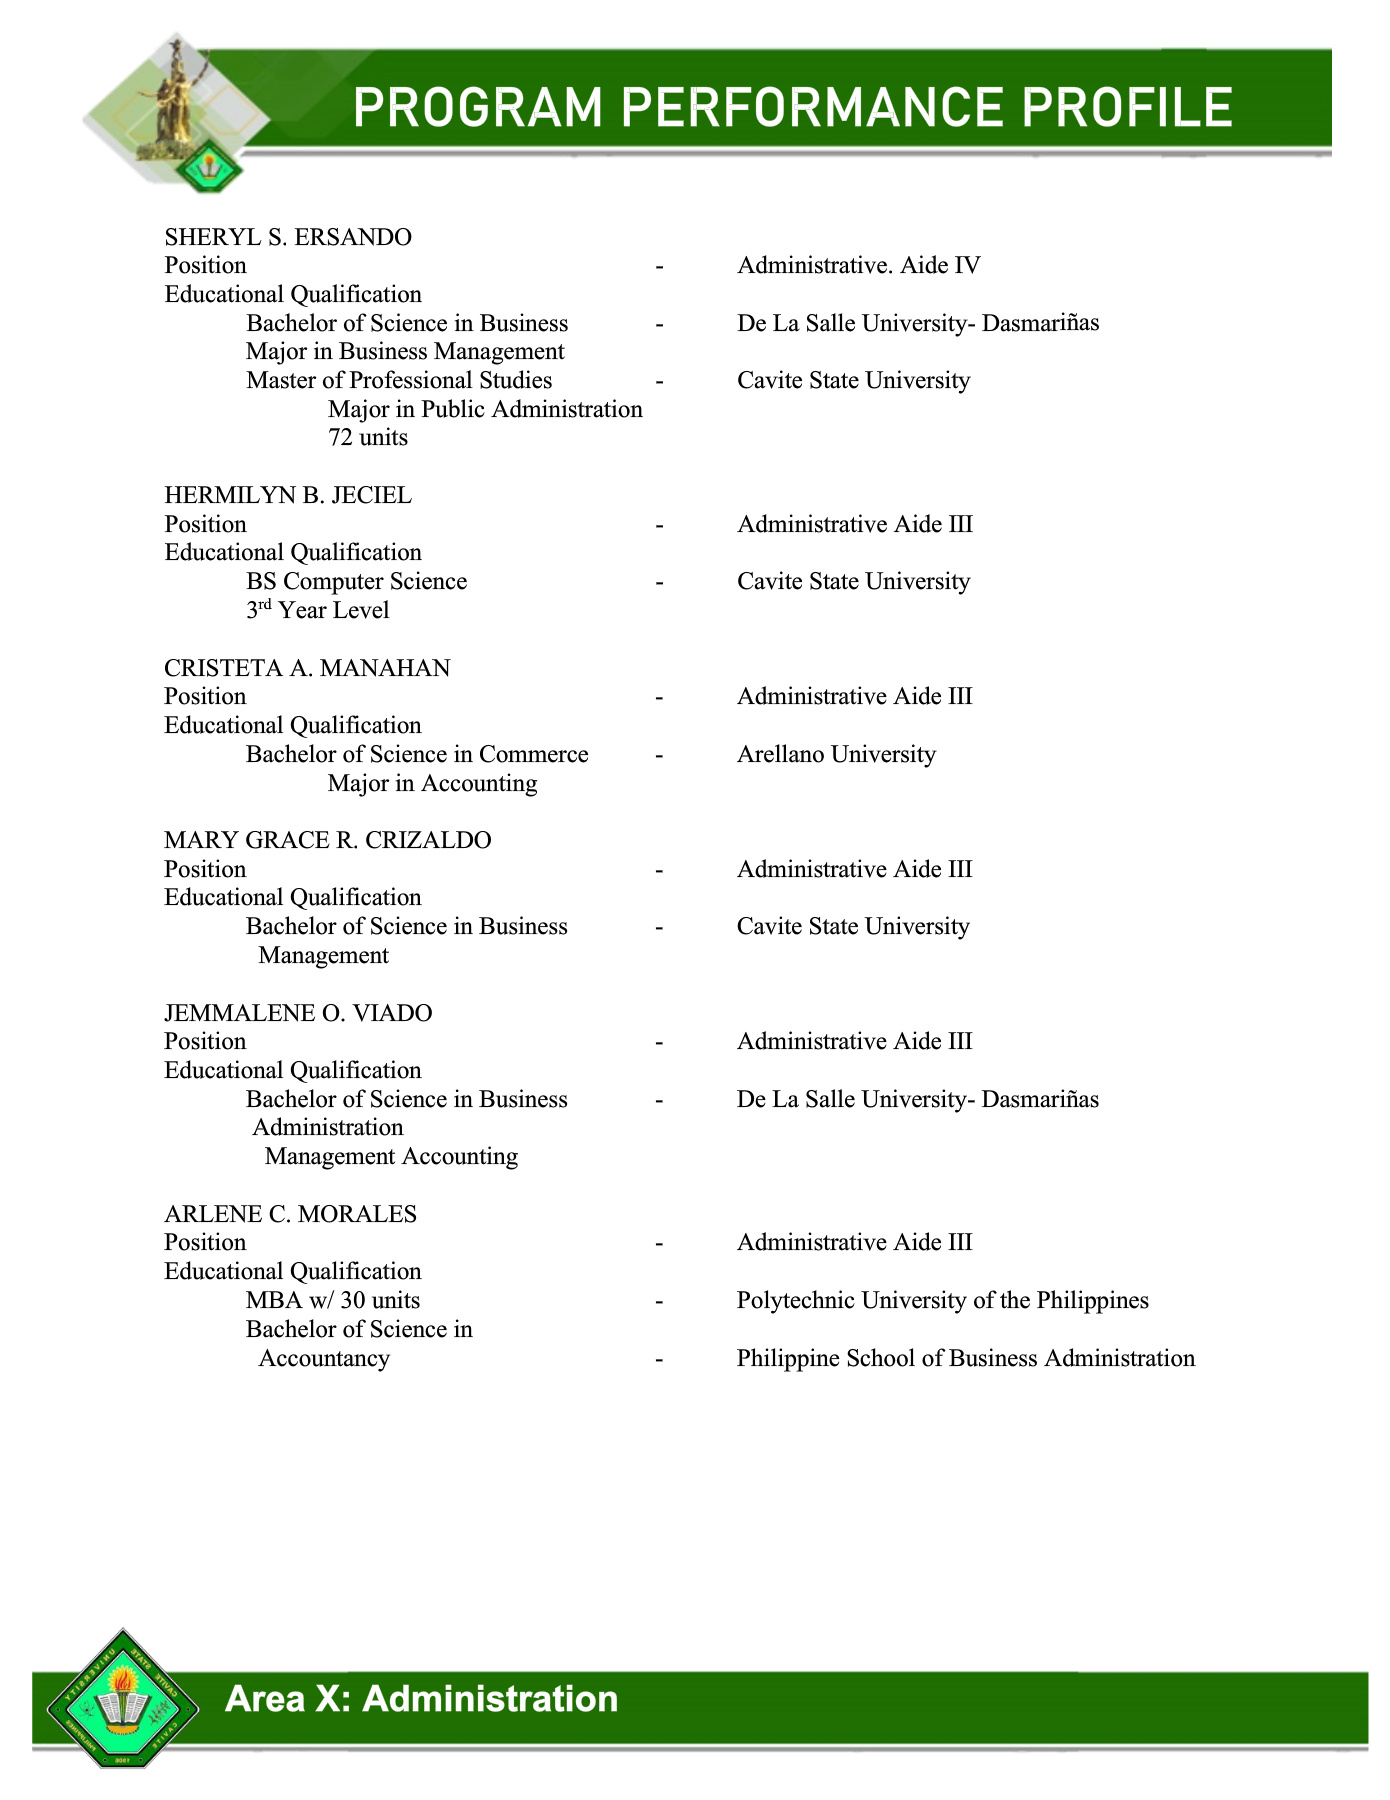 PROGRAM PERFORMANCE PROFILE
SHERYL S. ERSANDO
Position - Administrative. Aide IV
Educational Qualification
Bachelor of Science in Business - De La Salle University- Dasmariñas
Major in Business Management
Master of Professional Studies - Cavite State University
Major in Public Administration
72 units
HERMILYN B. JECIEL
Position - Administrative Aide III
Educational Qualification
BS Computer Science - Cavite State University
3rd Year Level
CRISTETA A. MANAHAN
Position - Administrative Aide III
Educational Qualification
Bachelor of Science in Commerce - Arellano University
Major in Accounting
MARY GRACE R. CRIZALDO
Position - Administrative Aide III
Educational Qualification
Bachelor of Science in Business - Cavite State University
Management
JEMMALENE O. VIADO
Position - Administrative Aide III
Educational Qualification
Bachelor of Science in Business - De La Salle University- Dasmariñas
Administration
Management Accounting
ARLENE C. MORALES
Position - Administrative Aide III
Educational Qualification
MBA w/ 30 units - Polytechnic University of the Philippines
Bachelor of Science in
Accountancy - Philippine School of Business Administration
CAVITE STATE UNIVERSITY
CAVITE
PHILIPPINES
1906
Area X: Administration